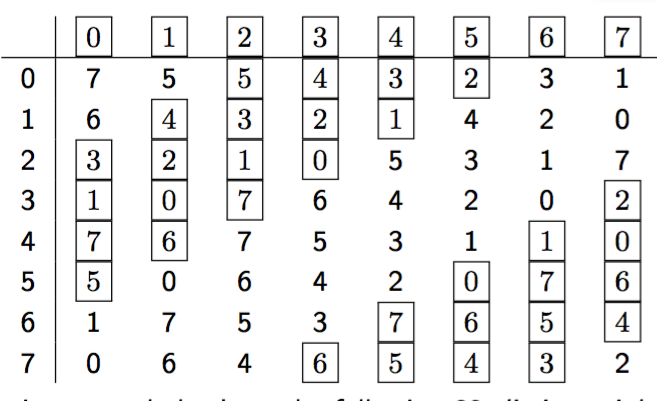 0 1 2 3 4 5 6 7
0 7 5 5 4 3 2 3 1
1 6 4 3 2 1 4 2 0
2 3 2 1 0 5 3 1 7
3 1 0 7 6 4 2 0 2
4 7 6 7 5 3 1 1 0
5 5 0 6 4 2 0 7 6
6 1 7 5 3 7 6 5 4
7 0 6 4 6 5 4 3 2